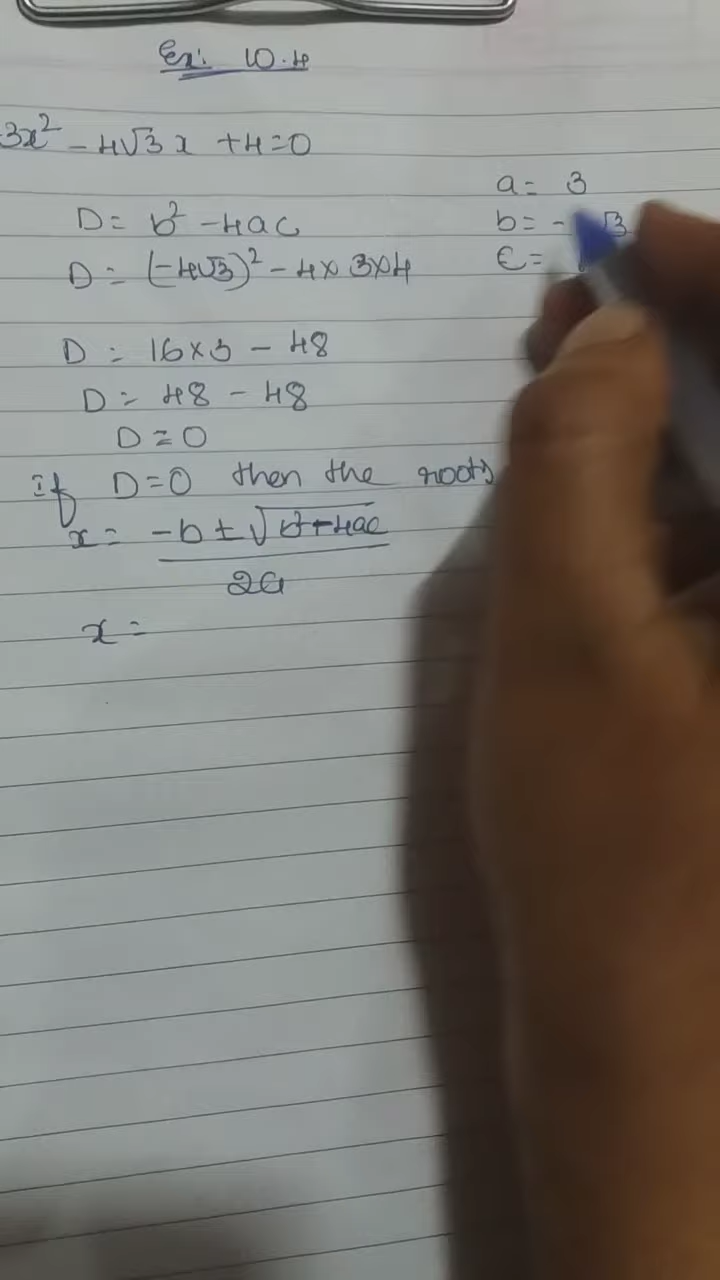 Ex: 10.4
3x² - 4√3 x + 4 = 0
a = 3
b = - √3
c =
D = b² - 4ac
D = (-4√3)² - 4 × 3 × 4
D = 16 × 3 - 48
D = 48 - 48
D = 0
If D = 0 then the roots
x = -b ± √b² - 4ac / 2a
x =